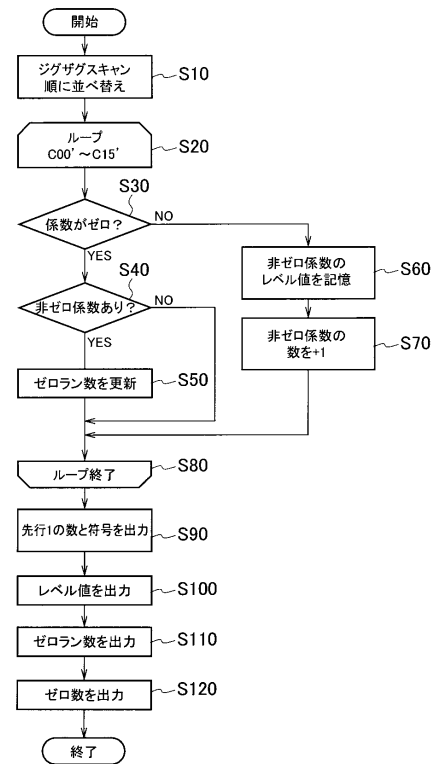 開始
ジグザグスキャン
順に並べ替え
S10
ループ
C00'～C15'
S20
S30
係数がゼロ？
NO
YES
S40
非ゼロ係数あり？
NO
YES
非ゼロ係数の
レベル値を記憶
S60
非ゼロ係数の
数を+1
S70
ゼロラン数を更新
S50
ループ終了
S80
先行1の数と符号を出力
S90
レベル値を出力
S100
ゼロラン数を出力
S110
ゼロ数を出力
S120
終了